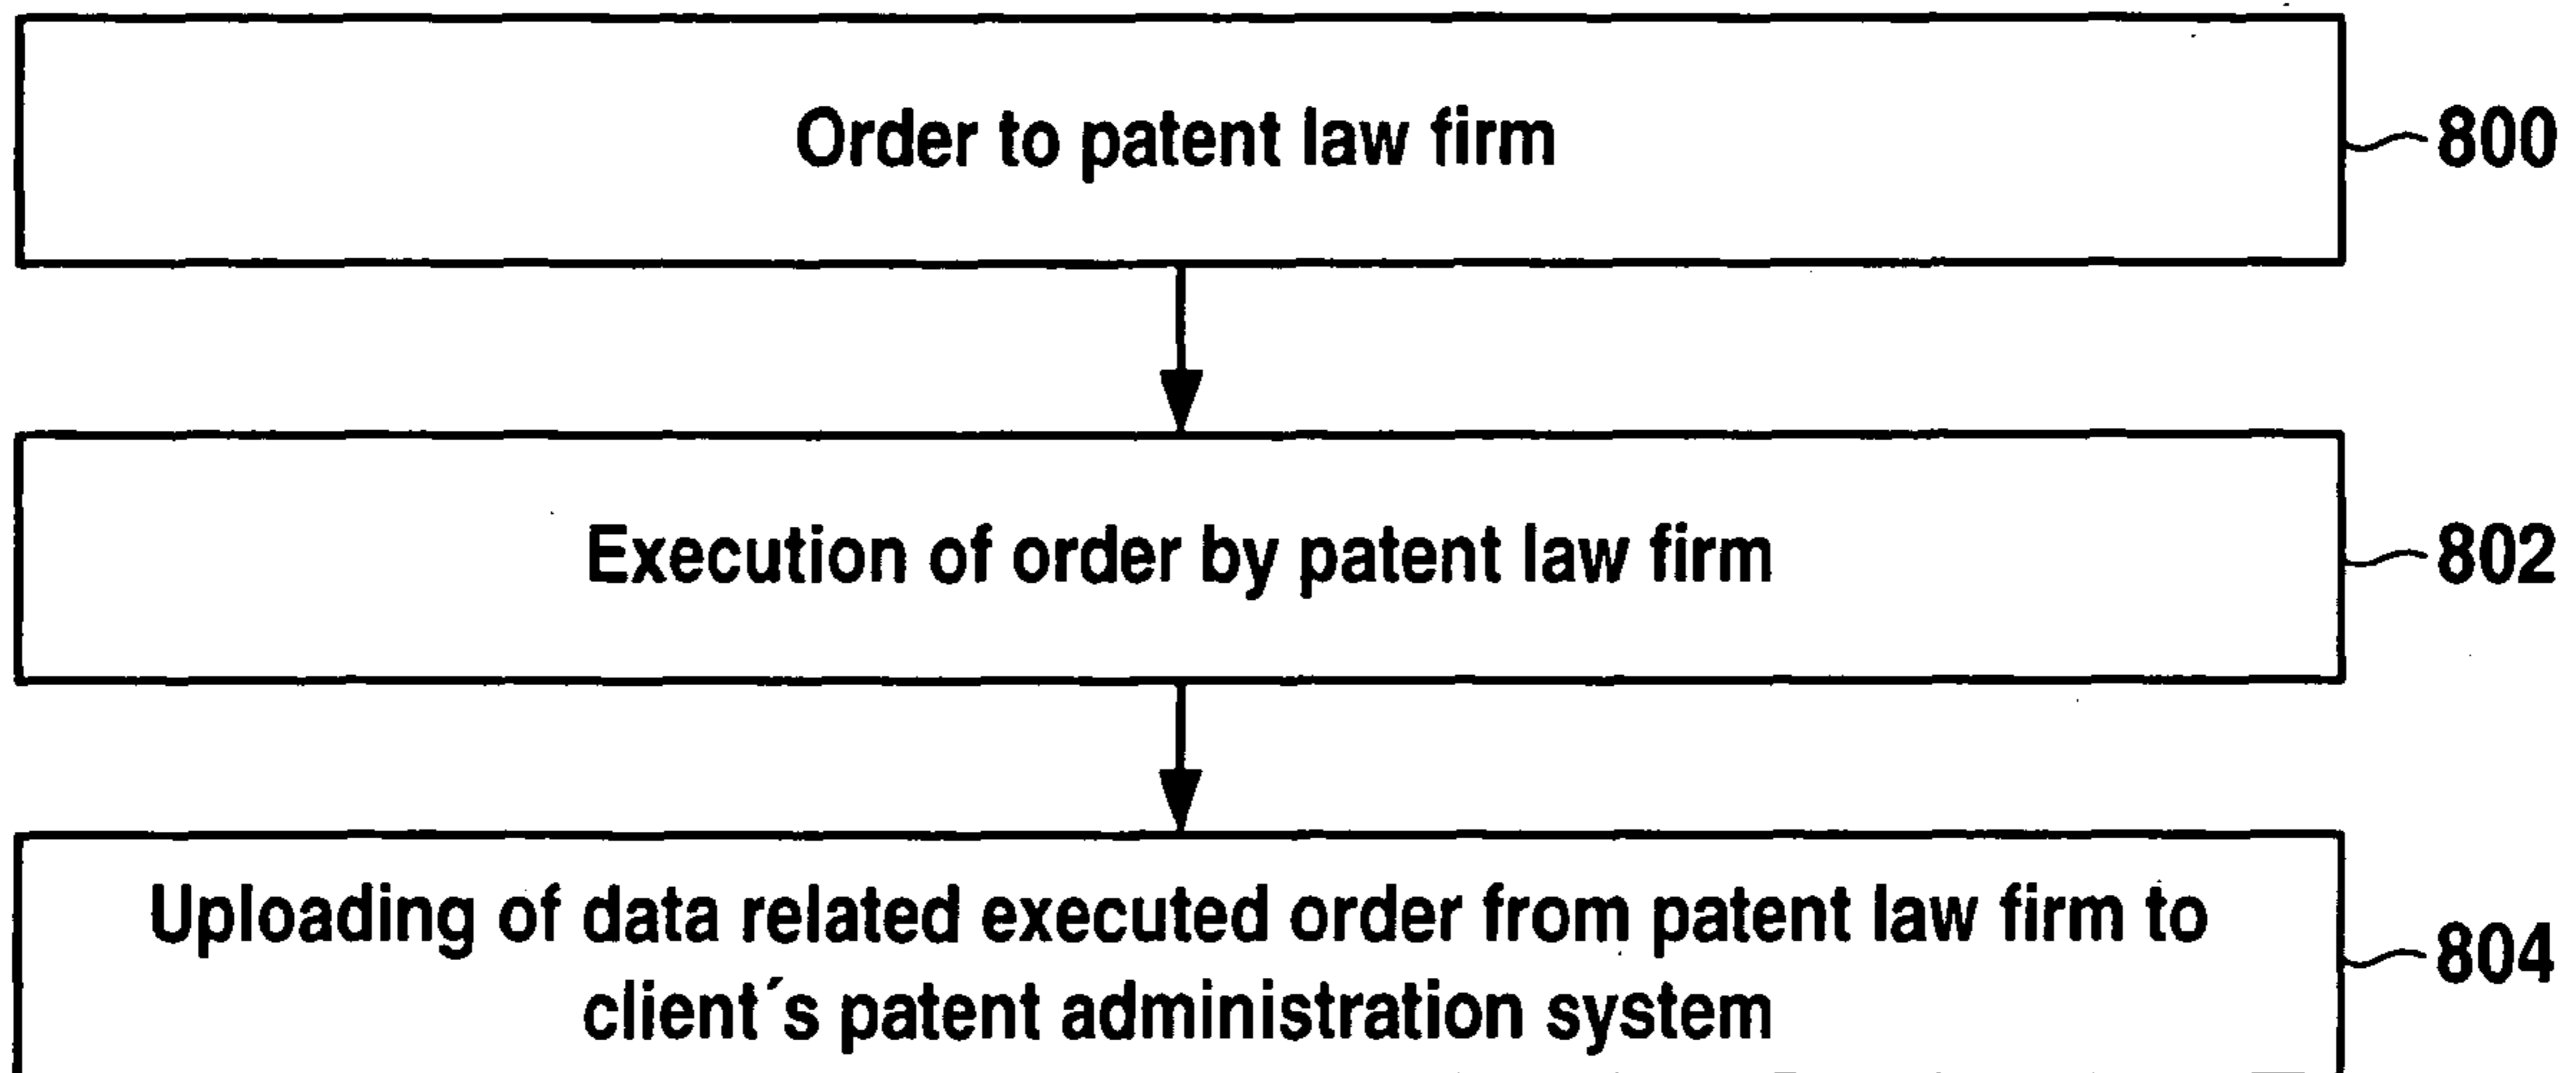 Order to patent law firm
800
Execution of order by patent law firm
802
Uploading of data related executed order from patent law firm to
client´s patent administration system
804